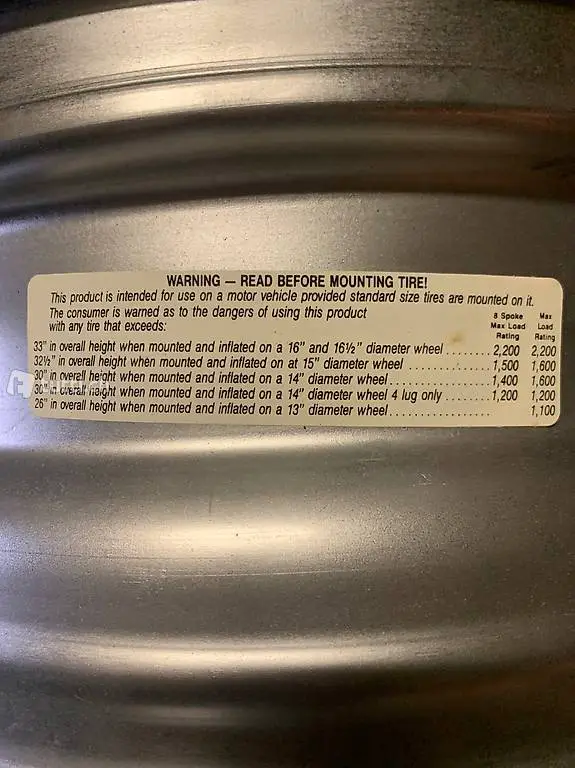 WARNING — READ BEFORE MOUNTING TIRE!
This product is intended for use on a motor vehicle provided standard size tires are mounted on it.
The consumer is warned as to the dangers of using this product
with any tire that exceeds:
8 Spoke Max Load Rating
Max Load Rating
33" in overall height when mounted and inflated on a 16" and 16½" diameter wheel ........ 2,200 2,200
32½" in overall height when mounted and inflated on at 15" diameter wheel .............. 1,500 1,600
30" in overall height when mounted and inflated on a 14" diameter wheel ................. 1,400 1,600
30" in overall height when mounted and inflated on a 14" diameter wheel 4 lug only ........ 1,200 1,200
26" in overall height when mounted and inflated on a 13" diameter wheel ................. 1,100